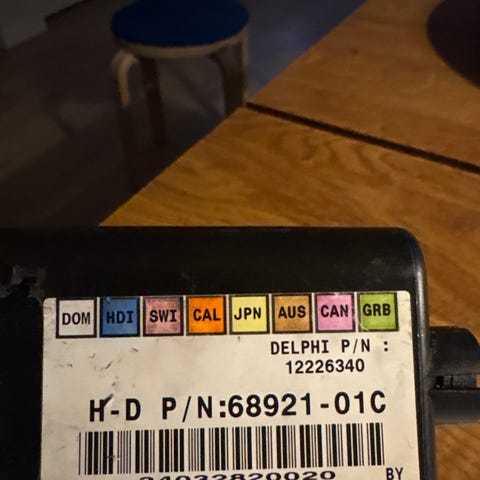 DOM HDI SWI CAL JPN AUS CAN GRB
DELPHI P/N :
12226340
H-D P/N:68921-01C
BY